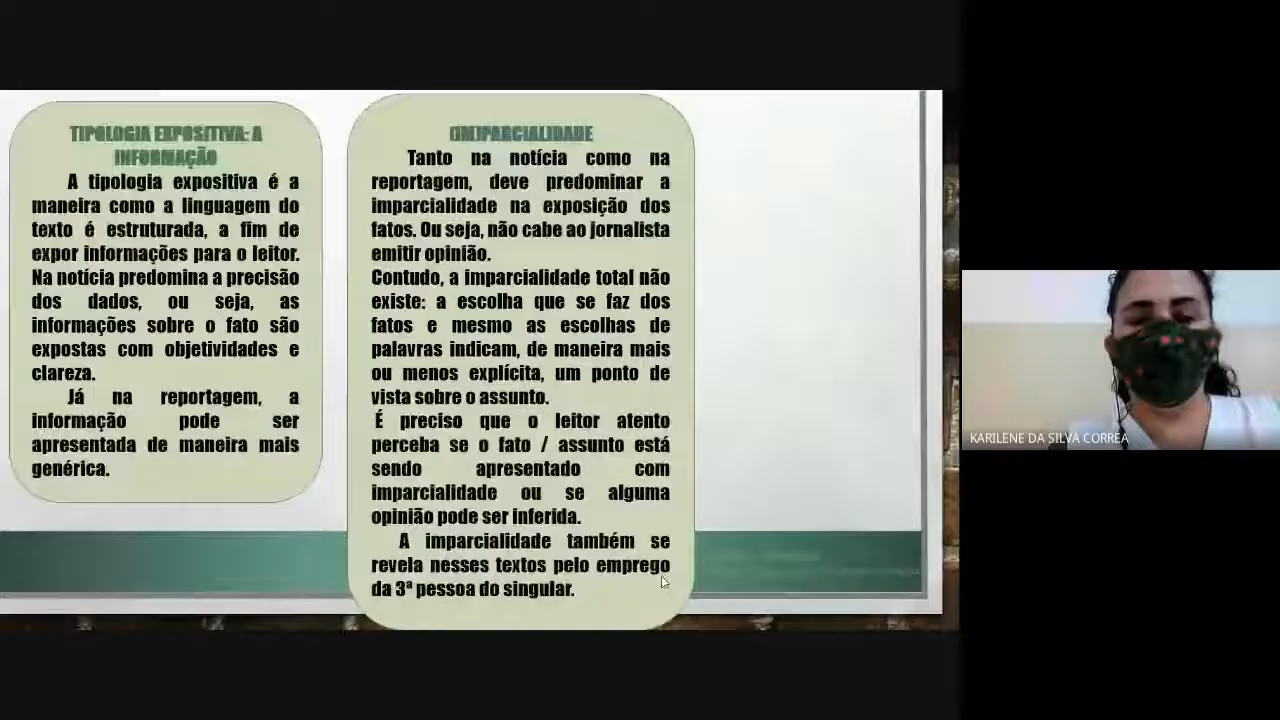 TIPOLOGIA EXPOSITIVA: A
INFORMAÇÃO
A tipologia expositiva é a
maneira como a linguagem do
texto é estruturada, a fim de
expor informações para o leitor.
Na notícia predomina a precisão
dos dados, ou seja, as
informações sobre o fato são
expostas com objetividades e
clareza.
Já na reportagem, a
informação pode ser
apresentada de maneira mais
genérica.
(IM)PARCIALIDADE
Tanto na notícia como na
reportagem, deve predominar a
imparcialidade na exposição dos
fatos. Ou seja, não cabe ao jornalista
emitir opinião.
Contudo, a imparcialidade total não
existe: a escolha que se faz dos
fatos e mesmo as escolhas de
palavras indicam, de maneira mais
ou menos explícita, um ponto de
vista sobre o assunto.
É preciso que o leitor atento
perceba se o fato / assunto está
sendo apresentado com
imparcialidade ou se alguma
opinião pode ser inferida.
A imparcialidade também se
revela nesses textos pelo emprego
da 3ª pessoa do singular.
KARILENE DA SILVA CORREA